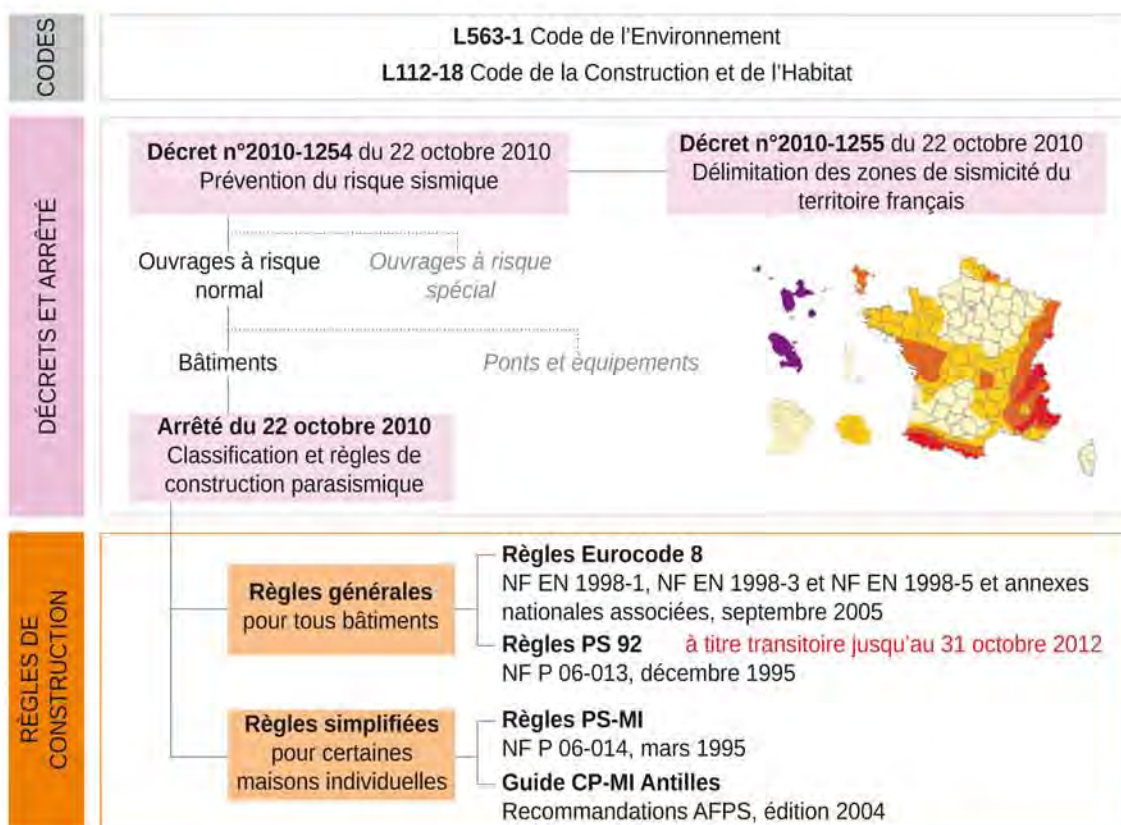 CODES
L563-1 Code de l'Environnement
L112-18 Code de la Construction et de l'Habitat
DÉCRETS ET ARRÊTÉ
Décret n°2010-1254 du 22 octobre 2010
Prévention du risque sismique
Décret n°2010-1255 du 22 octobre 2010
Délimitation des zones de sismicité du
territoire français
Ouvrages à risque
normal
Ouvrages à risque
spécial
Bâtiments
Ponts et équipements
Arrêté du 22 octobre 2010
Classification et règles de
construction parasismique
RÈGLES DE
CONSTRUCTION
Règles générales
pour tous bâtiments
Règles Eurocode 8
NF EN 1998-1, NF EN 1998-3 et NF EN 1998-5 et annexes
nationales associées, septembre 2005
Règles PS 92 à titre transitoire jusqu'au 31 octobre 2012
NF P 06-013, décembre 1995
Règles simplifiées
pour certaines
maisons individuelles
Règles PS-MI
NF P 06-014, mars 1995
Guide CP-MI Antilles
Recommandations AFPS, édition 2004